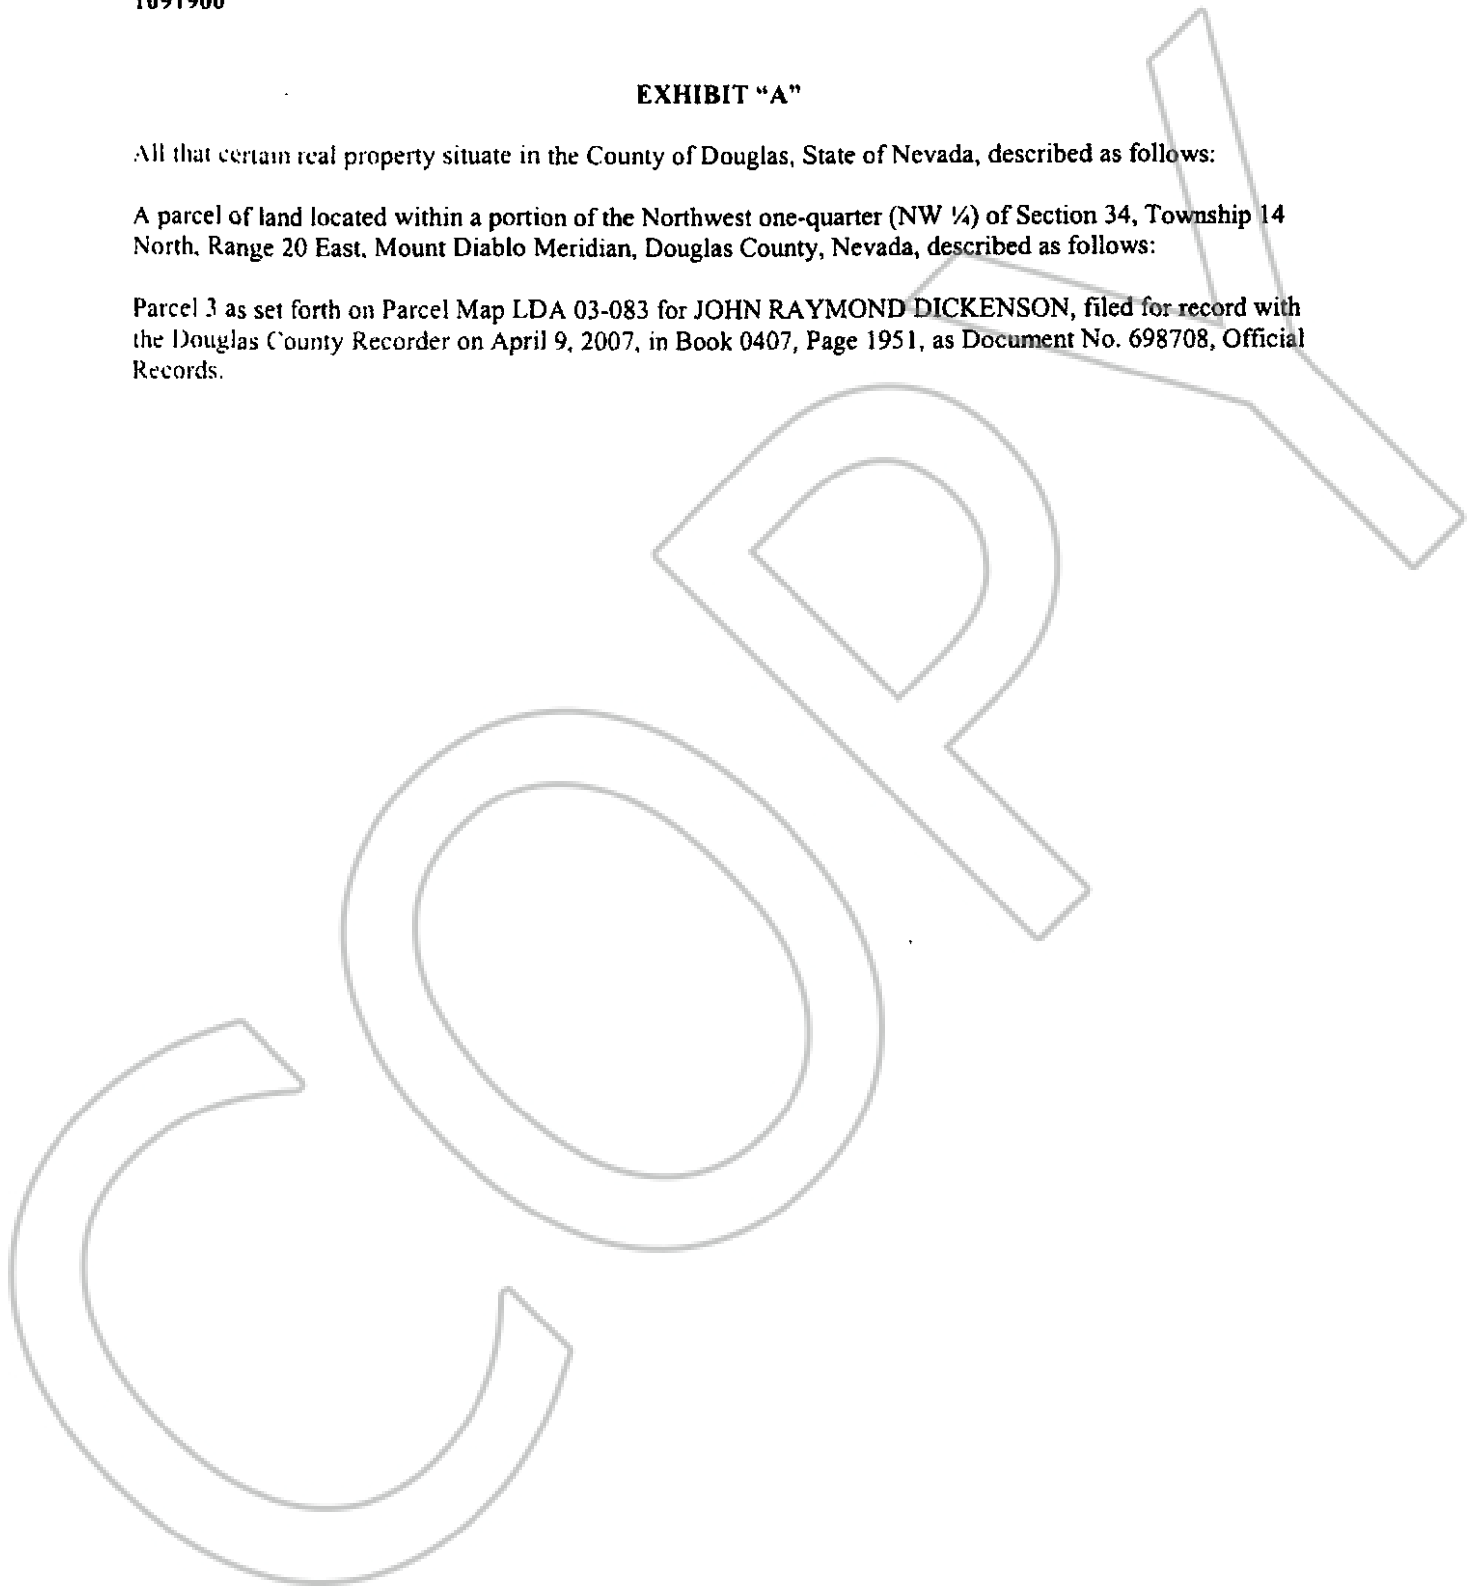 EXHIBIT “A”
All that certain real property situate in the County of Douglas, State of Nevada, described as follows:
A parcel of land located within a portion of the Northwest one-quarter (NW ¼) of Section 34, Township 14
North, Range 20 East, Mount Diablo Meridian, Douglas County, Nevada, described as follows:
Parcel 3 as set forth on Parcel Map LDA 03-083 for JOHN RAYMOND DICKENSON, filed for record with
the Douglas County Recorder on April 9, 2007, in Book 0407, Page 1951, as Document No. 698708, Official
Records.
COPY